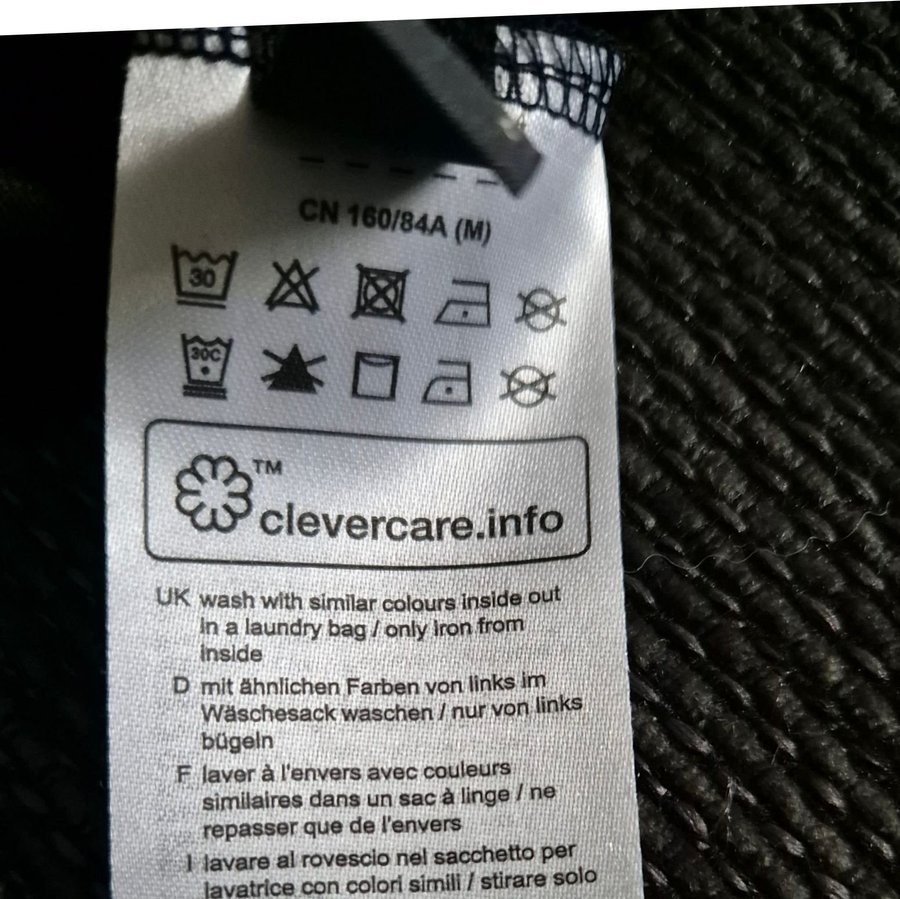 CN 160/84A (M)
30
30C
TM
clevercare.info
UK wash with similar colours inside out
in a laundry bag / only iron from
inside
D mit ähnlichen Farben von links im
Wäschesack waschen / nur von links
bügeln
F laver à l'envers avec couleurs
similaires dans un sac à linge / ne
repasser que de l'envers
I lavare al rovescio nel sacchetto per
lavatrice con colori simili / stirare solo